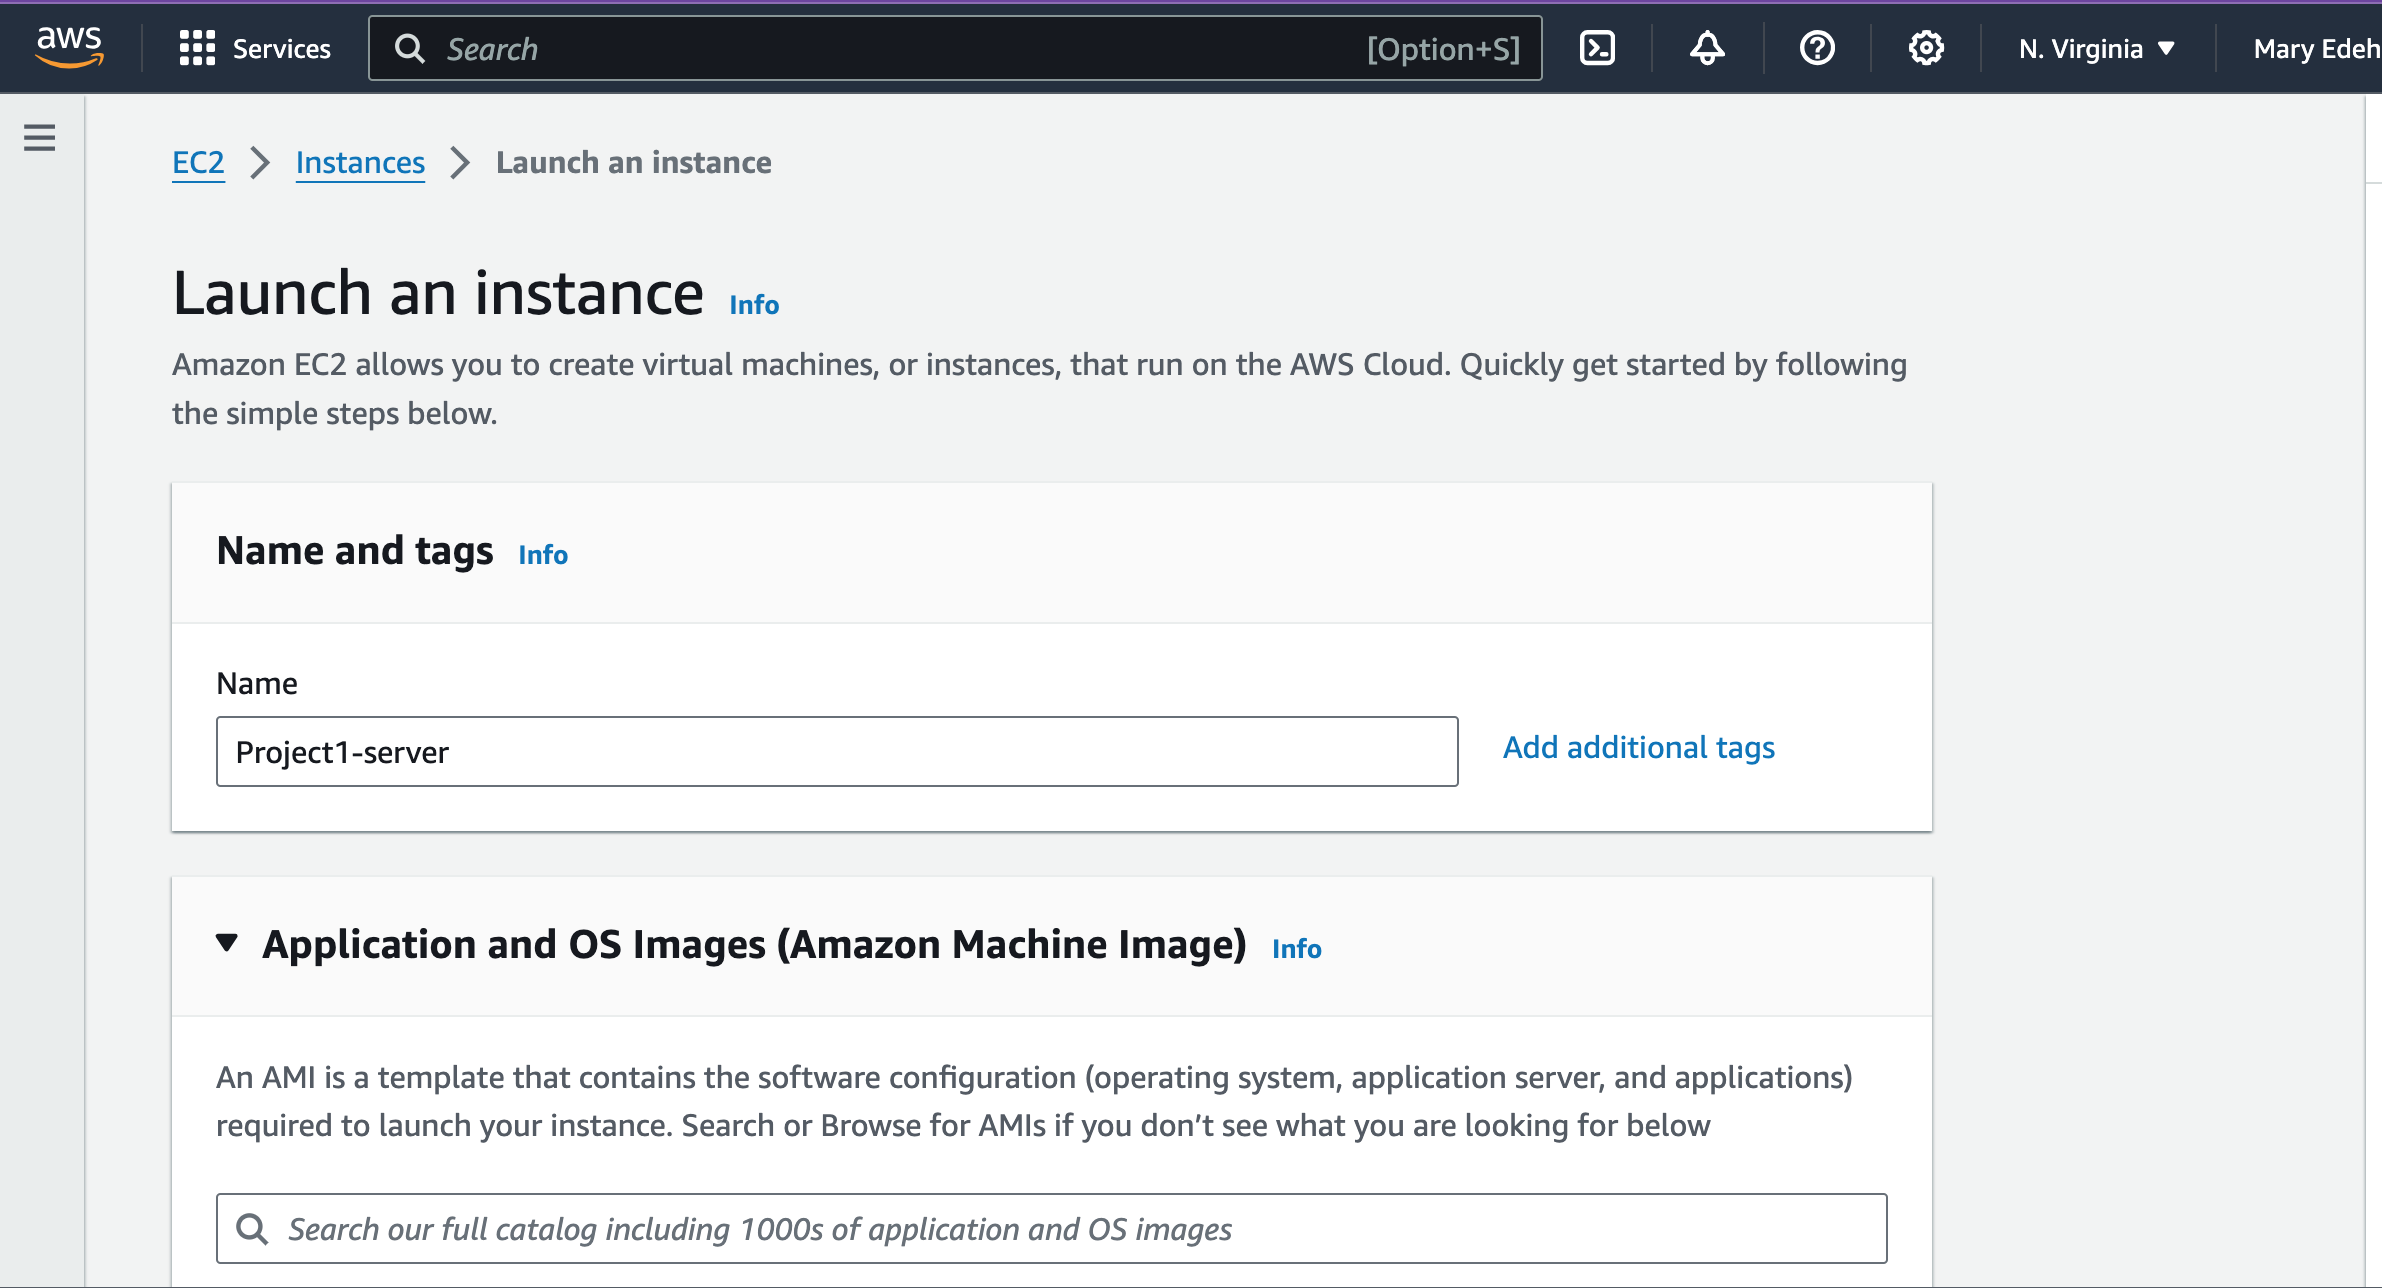 aws Services Search [Option+S] N. Virginia Mary Edeh
EC2 Instances Launch an instance
Launch an instance Info
Amazon EC2 allows you to create virtual machines, or instances, that run on the AWS Cloud. Quickly get started by following
the simple steps below.
Name and tags Info
Name
Project1-server
Add additional tags
Application and OS Images (Amazon Machine Image) Info
An AMI is a template that contains the software configuration (operating system, application server, and applications)
required to launch your instance. Search or Browse for AMIs if you don’t see what you are looking for below
Search our full catalog including 1000s of application and OS images